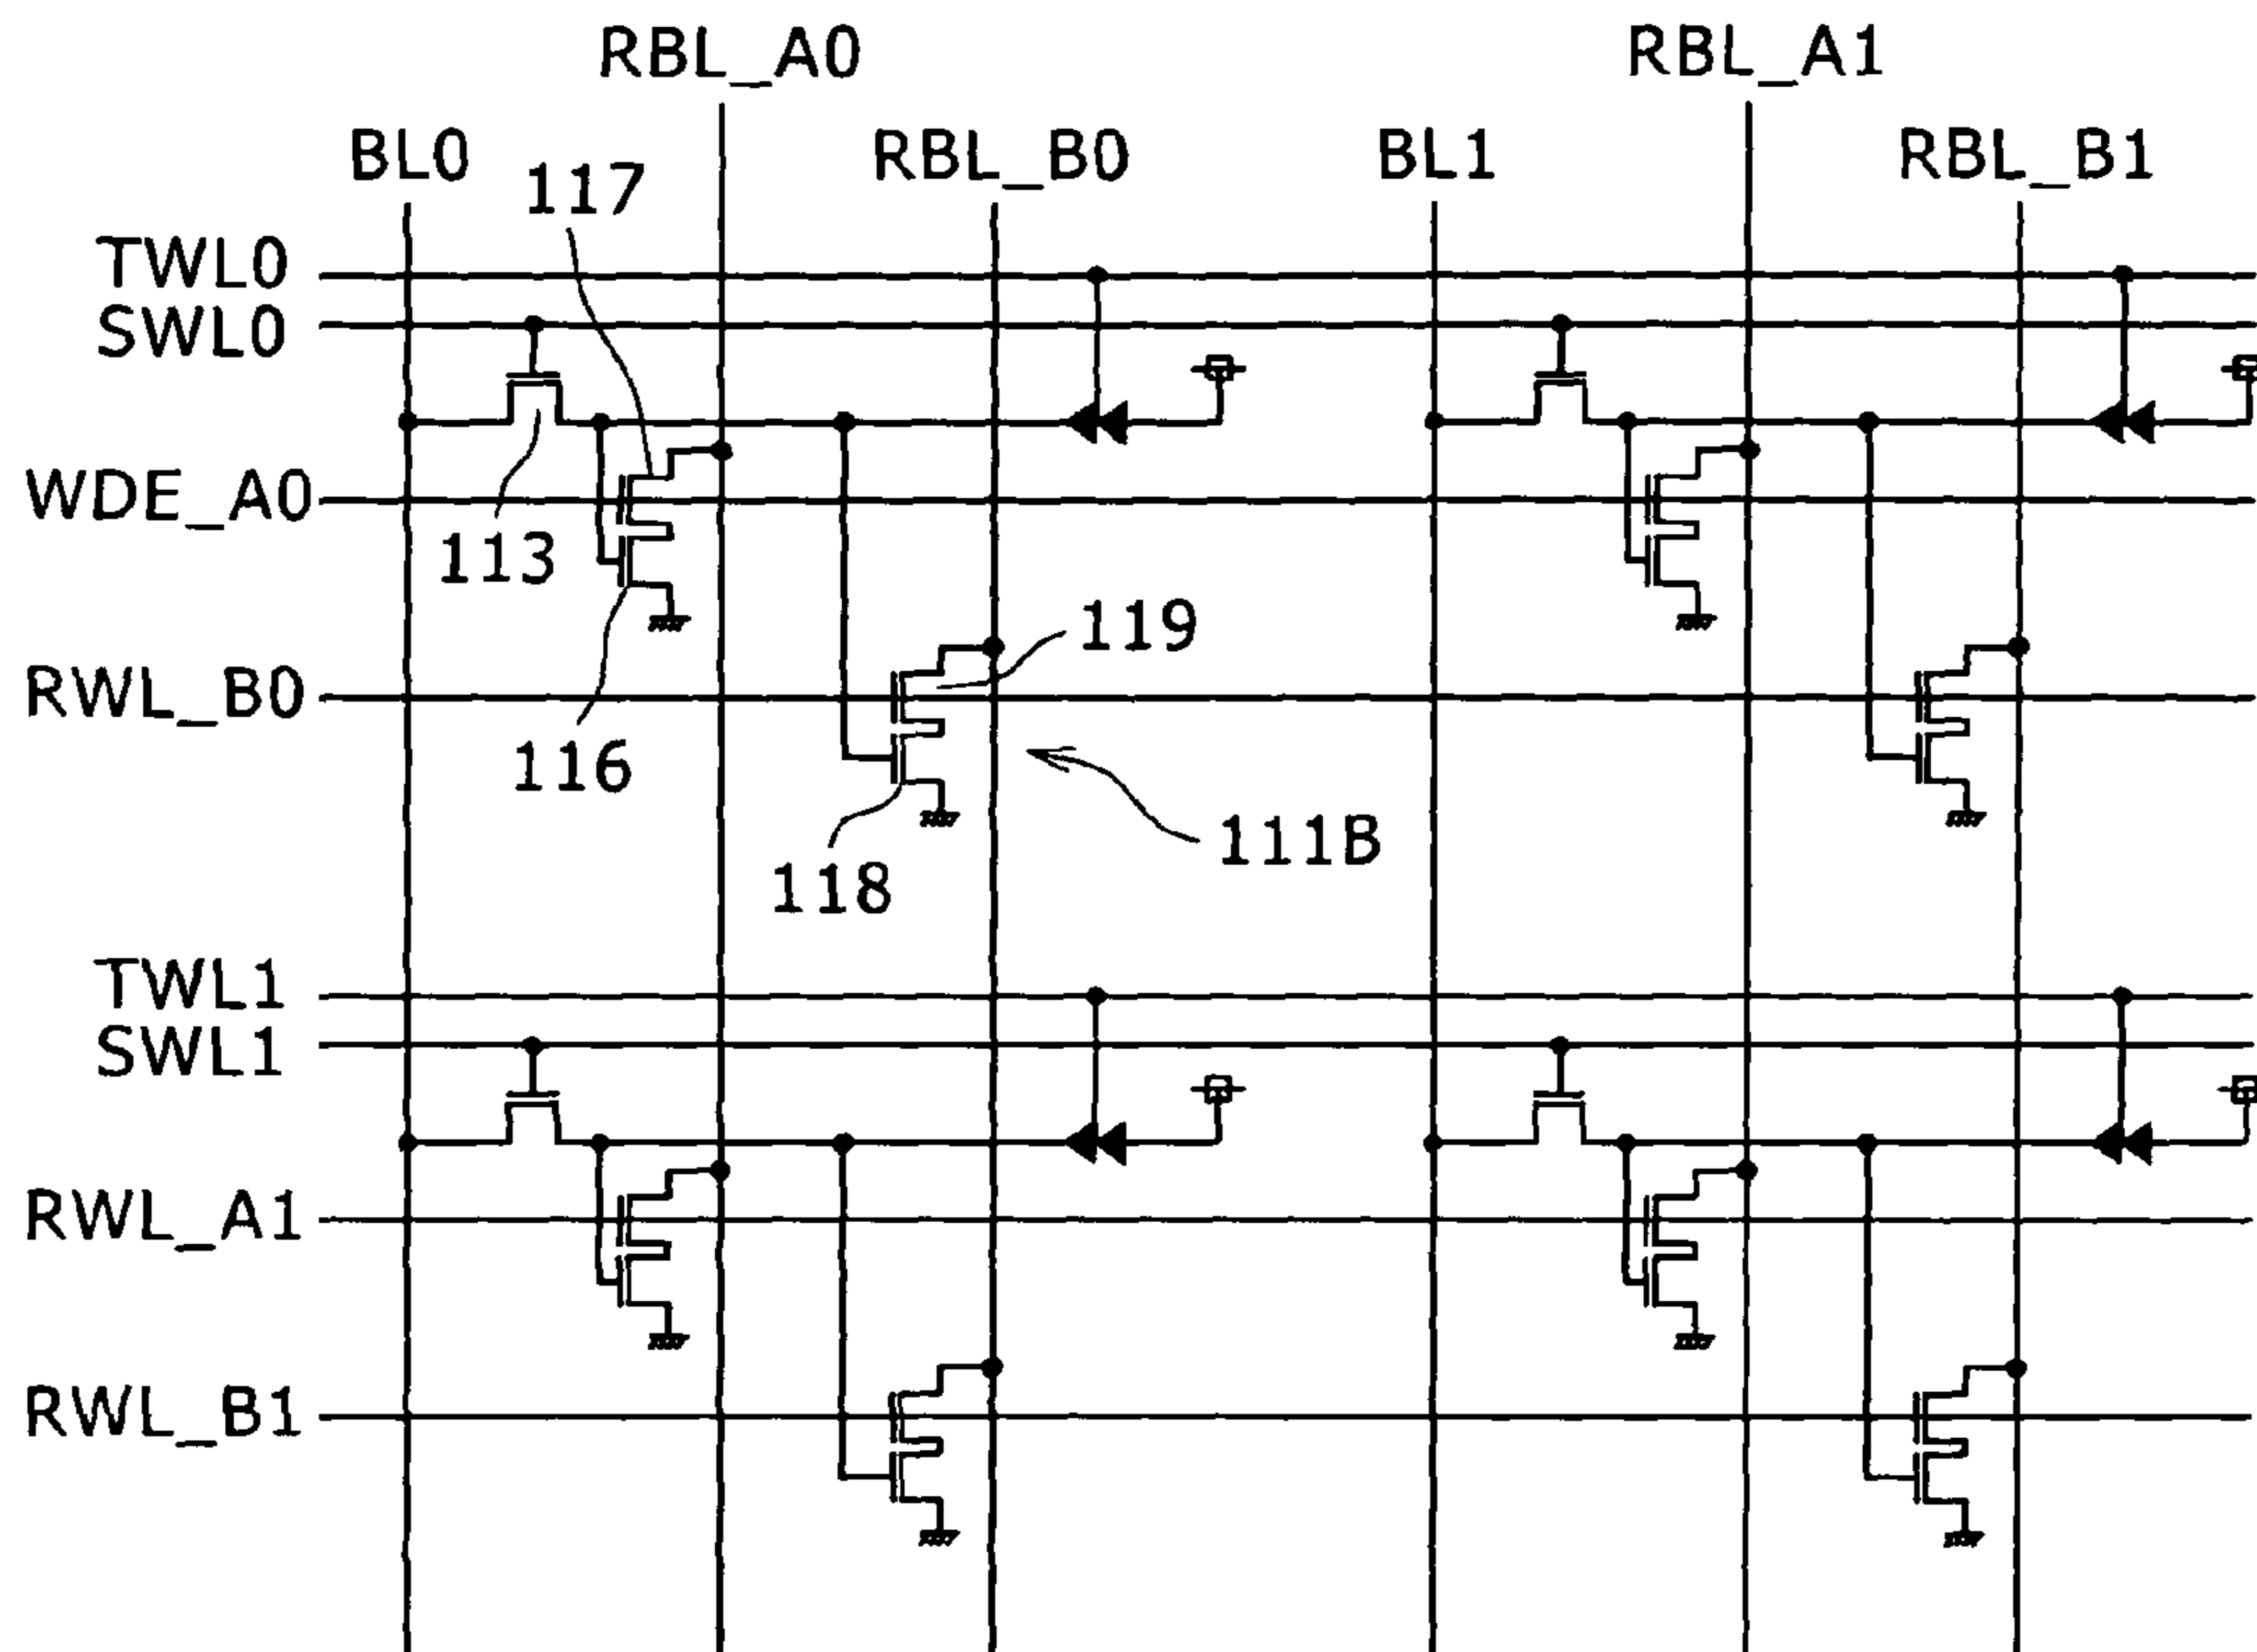 RBL_A0
RBL_A1
BL0
RBL_B0
BL1
RBL_B1
117
TWL0
SWL0
WDE_A0
113
119
RWL_B0
116
111B
118
TWL1
SWL1
RWL_A1
RWL_B1